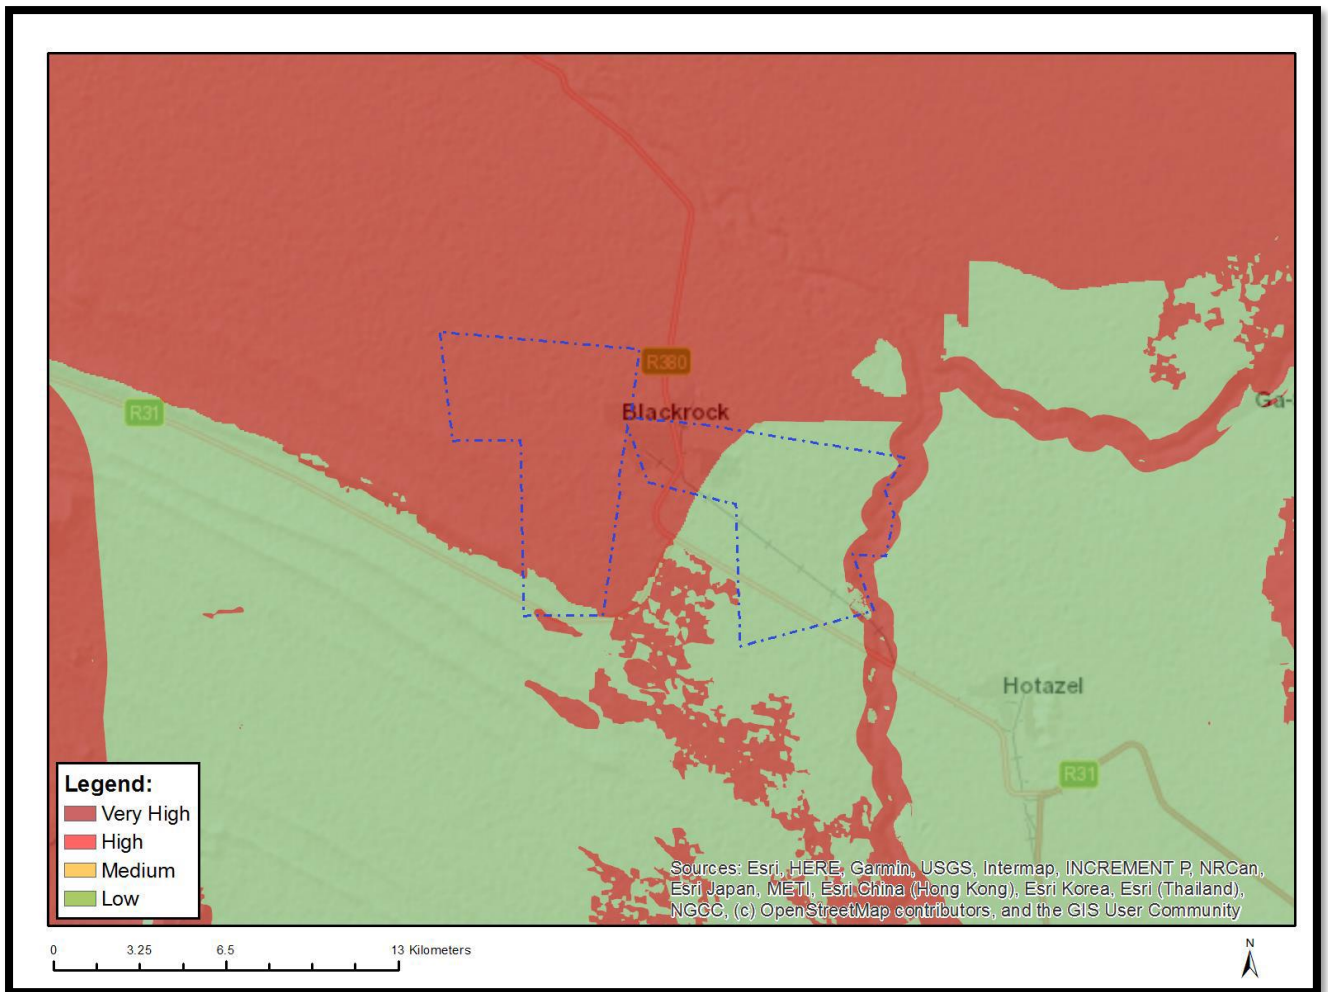 R380
Blackrock
R31
Ga-
Hotazel
R31
Legend:
Very High
High
Medium
Low
Sources: Esri, HERE, Garmin, USGS, Intermap, INCREMENT P, NRCan,
Esri Japan, METI, Esri China (Hong Kong), Esri Korea, Esri (Thailand),
NGCC, (c) OpenStreetMap contributors, and the GIS User Community
0 3.25 6.5 13 Kilometers
N